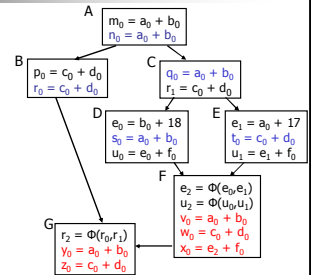 A
m₀ = a₀ + b₀
n₀ = a₀ + b₀
B
p₀ = c₀ + d₀
r₀ = c₀ + d₀
C
q₀ = a₀ + b₀
r₁ = c₀ + d₀
D
e₀ = b₀ + 18
s₀ = a₀ + b₀
u₀ = e₀ + f₀
E
e₁ = a₀ + 17
t₀ = c₀ + d₀
u₁ = e₁ + f₀
F
e₂ = Φ(e₀,e₁)
u₂ = Φ(u₀,u₁)
v₀ = a₀ + b₀
w₀ = c₀ + d₀
x₀ = e₂ + f₀
G
r₂ = Φ(r₀,r₁)
y₀ = a₀ + b₀
z₀ = c₀ + d₀